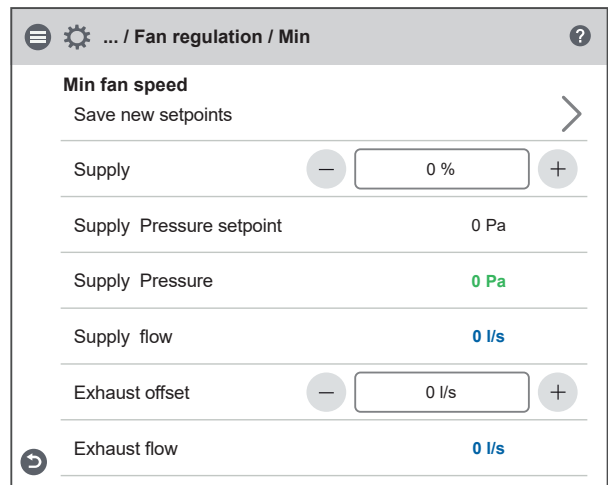 ... / Fan regulation / Min ?
Min fan speed
Save new setpoints
Supply − 0 % +
Supply Pressure setpoint 0 Pa
Supply Pressure 0 Pa
Supply flow 0 l/s
Exhaust offset − 0 l/s +
Exhaust flow 0 l/s